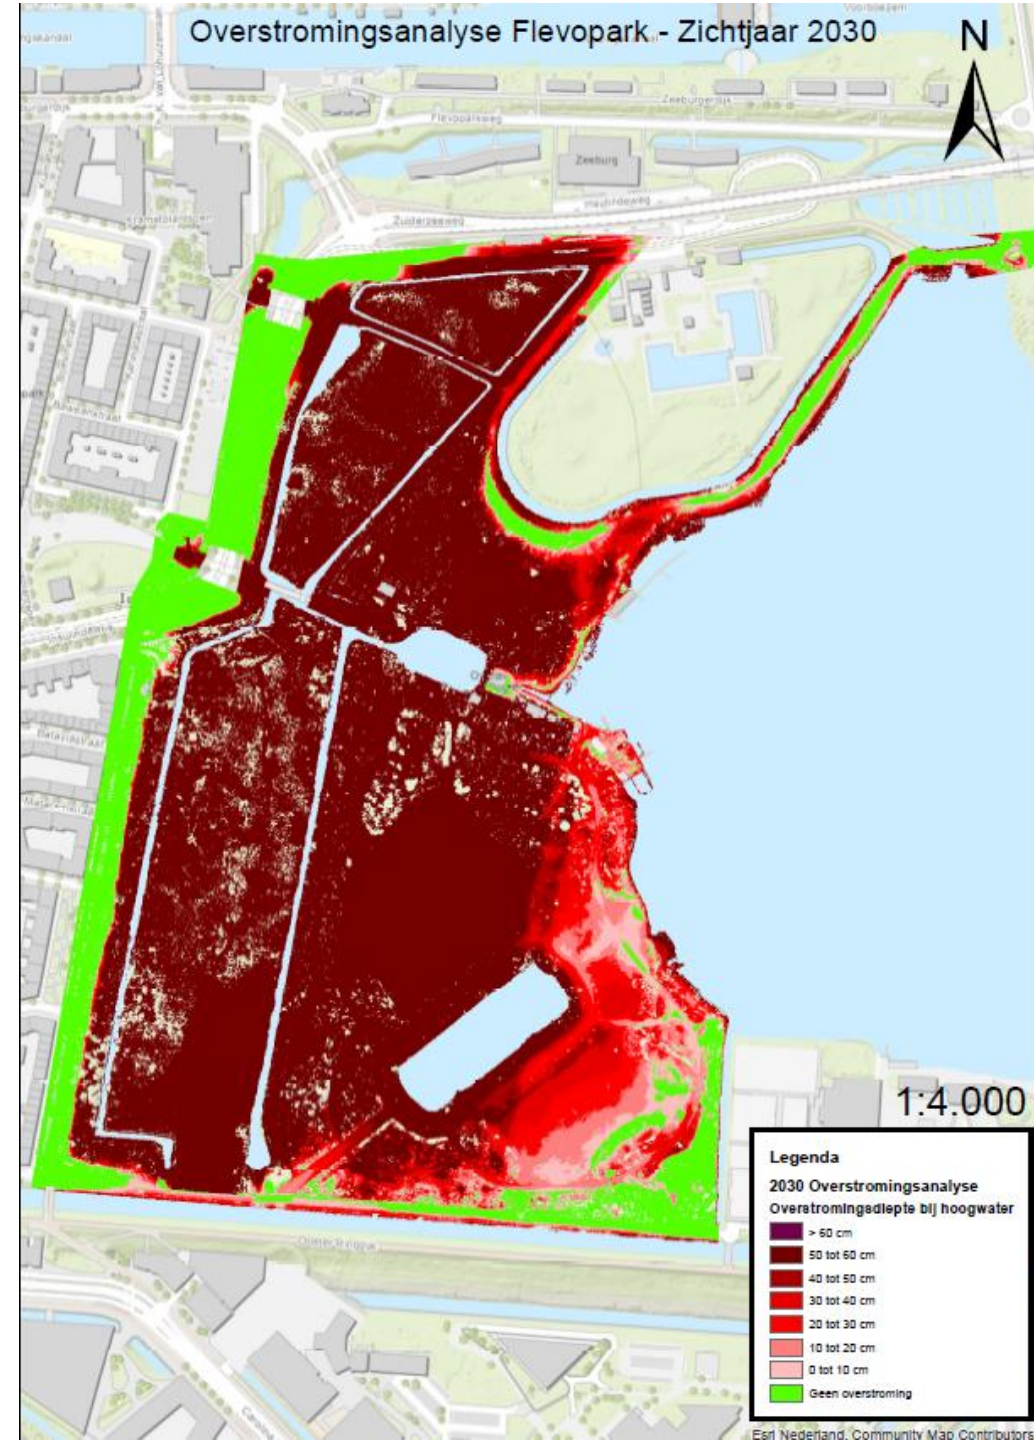 Overstromingsanalyse Flevopark - Zichtjaar 2030
N
Zeeburgerdijk
Flevoparkweg
Zeeburg
Zuiderzeeweg
1:4.000
Legenda
2030 Overstromingsanalyse
Overstromingsdiepte bij hoogwater
> 60 cm
50 tot 60 cm
40 tot 50 cm
30 tot 40 cm
20 tot 30 cm
10 tot 20 cm
0 tot 10 cm
Geen overstroming
Esri Nederland, Community Map Contributors